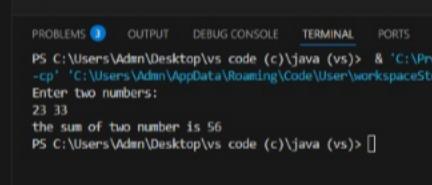 PROBLEMS 3 OUTPUT DEBUG CONSOLE TERMINAL PORTS
PS C:\Users\Admn\Desktop\vs code (c)\java (vs)> & 'C:\Pr
-cp' 'C:\Users\Admn\AppData\Roaming\Code\User\workspaceSt
Enter two numbers:
23 33
the sum of two number is 56
PS C:\Users\Admn\Desktop\vs code (c)\java (vs)>